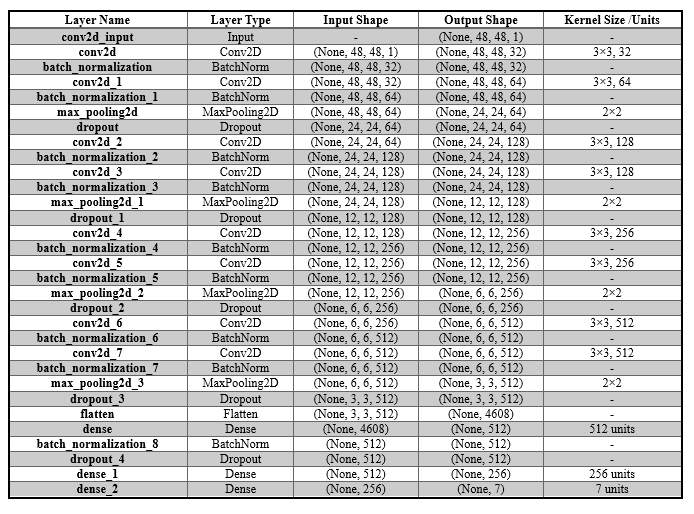 Layer Name Layer Type Input Shape Output Shape Kernel Size /Units
conv2d_input Input - (None, 48, 48, 1) -
conv2d Conv2D (None, 48, 48, 1) (None, 48, 48, 32) 3×3, 32
batch_normalization BatchNorm (None, 48, 48, 32) (None, 48, 48, 32) -
conv2d_1 Conv2D (None, 48, 48, 32) (None, 48, 48, 64) 3×3, 64
batch_normalization_1 BatchNorm (None, 48, 48, 64) (None, 48, 48, 64) -
max_pooling2d MaxPooling2D (None, 48, 48, 64) (None, 24, 24, 64) 2×2
dropout Dropout (None, 24, 24, 64) (None, 24, 24, 64) -
conv2d_2 Conv2D (None, 24, 24, 64) (None, 24, 24, 128) 3×3, 128
batch_normalization_2 BatchNorm (None, 24, 24, 128) (None, 24, 24, 128) -
conv2d_3 Conv2D (None, 24, 24, 128) (None, 24, 24, 128) 3×3, 128
batch_normalization_3 BatchNorm (None, 24, 24, 128) (None, 24, 24, 128) -
max_pooling2d_1 MaxPooling2D (None, 24, 24, 128) (None, 12, 12, 128) 2×2
dropout_1 Dropout (None, 12, 12, 128) (None, 12, 12, 128) -
conv2d_4 Conv2D (None, 12, 12, 128) (None, 12, 12, 256) 3×3, 256
batch_normalization_4 BatchNorm (None, 12, 12, 256) (None, 12, 12, 256) -
conv2d_5 Conv2D (None, 12, 12, 256) (None, 12, 12, 256) 3×3, 256
batch_normalization_5 BatchNorm (None, 12, 12, 256) (None, 12, 12, 256) -
max_pooling2d_2 MaxPooling2D (None, 12, 12, 256) (None, 6, 6, 256) 2×2
dropout_2 Dropout (None, 6, 6, 256) (None, 6, 6, 256) -
conv2d_6 Conv2D (None, 6, 6, 256) (None, 6, 6, 512) 3×3, 512
batch_normalization_6 BatchNorm (None, 6, 6, 512) (None, 6, 6, 512) -
conv2d_7 Conv2D (None, 6, 6, 512) (None, 6, 6, 512) 3×3, 512
batch_normalization_7 BatchNorm (None, 6, 6, 512) (None, 6, 6, 512) -
max_pooling2d_3 MaxPooling2D (None, 6, 6, 512) (None, 3, 3, 512) 2×2
dropout_3 Dropout (None, 3, 3, 512) (None, 3, 3, 512) -
flatten Flatten (None, 3, 3, 512) (None, 4608) -
dense Dense (None, 4608) (None, 512) 512 units
batch_normalization_8 BatchNorm (None, 512) (None, 512) -
dropout_4 Dropout (None, 512) (None, 512) -
dense_1 Dense (None, 512) (None, 256) 256 units
dense_2 Dense (None, 256) (None, 7) 7 units